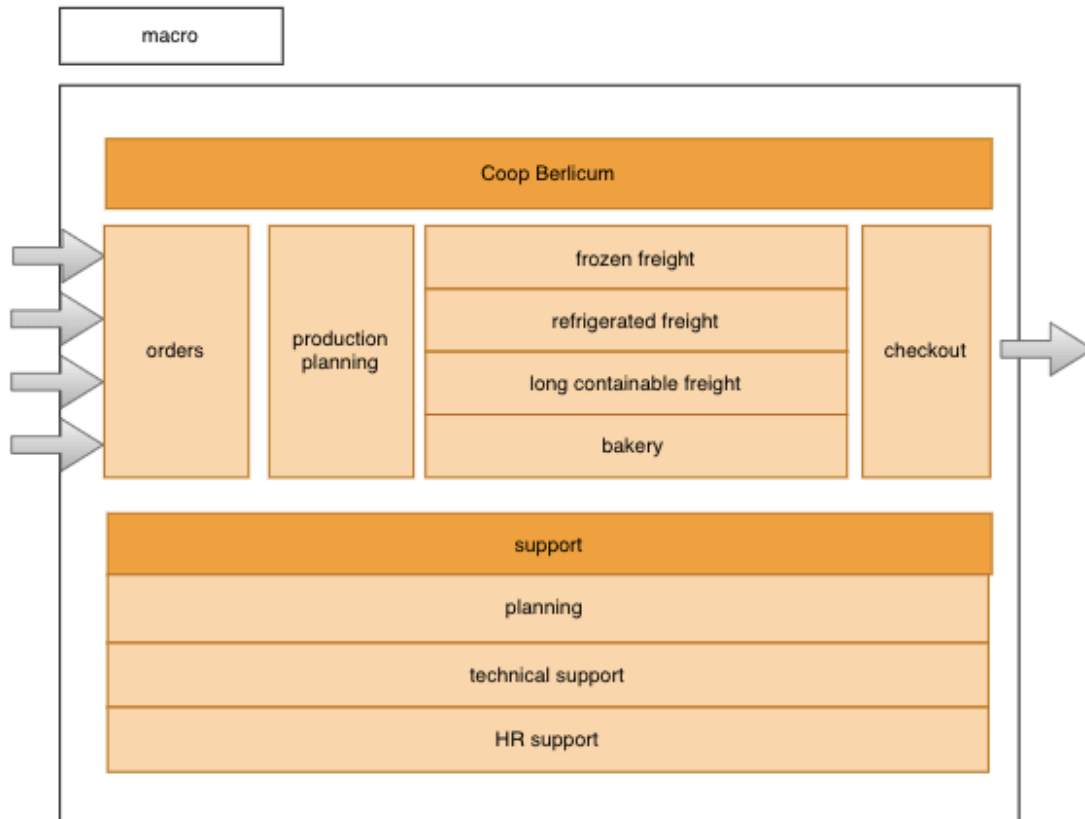 macro
Coop Berlicum
orders
production
planning
frozen freight
refrigerated freight
long containable freight
bakery
checkout
support
planning
technical support
HR support